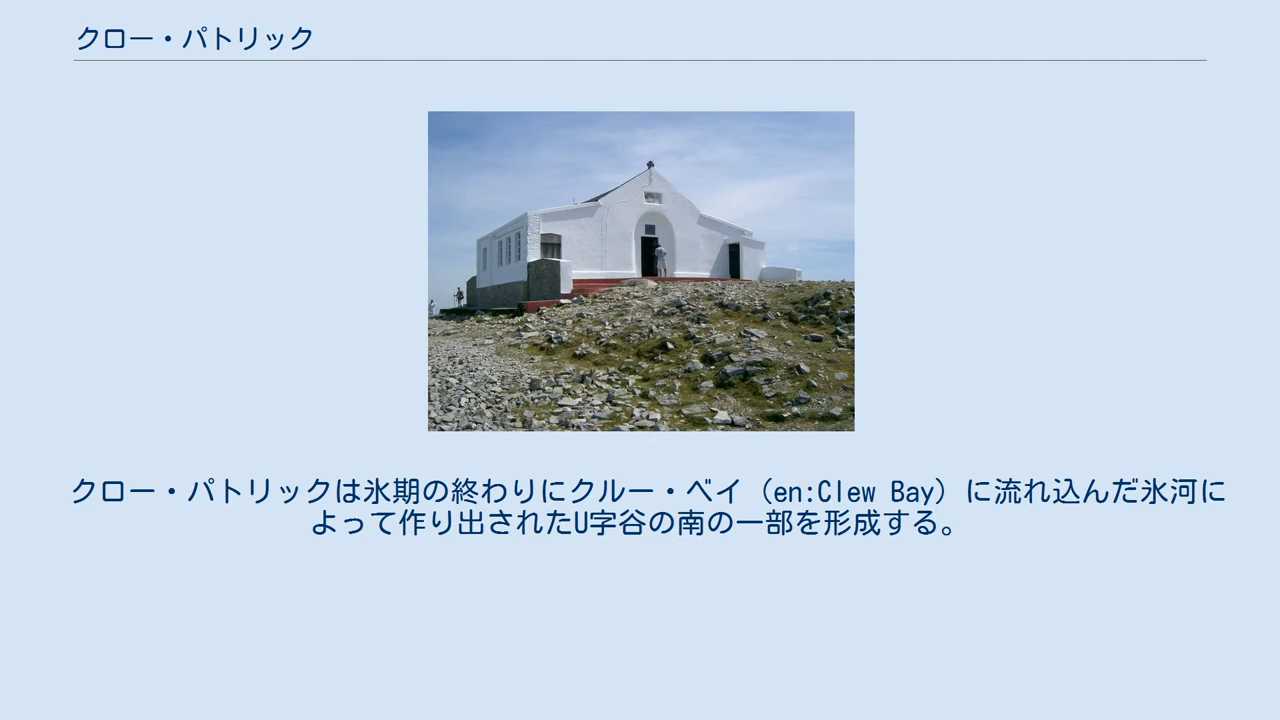 クロー・パトリック
クロー・パトリックは氷期の終わりにクルー・ベイ（en:Clew Bay）に流れ込んだ氷河に
よって作り出されたU字谷の南の一部を形成する。